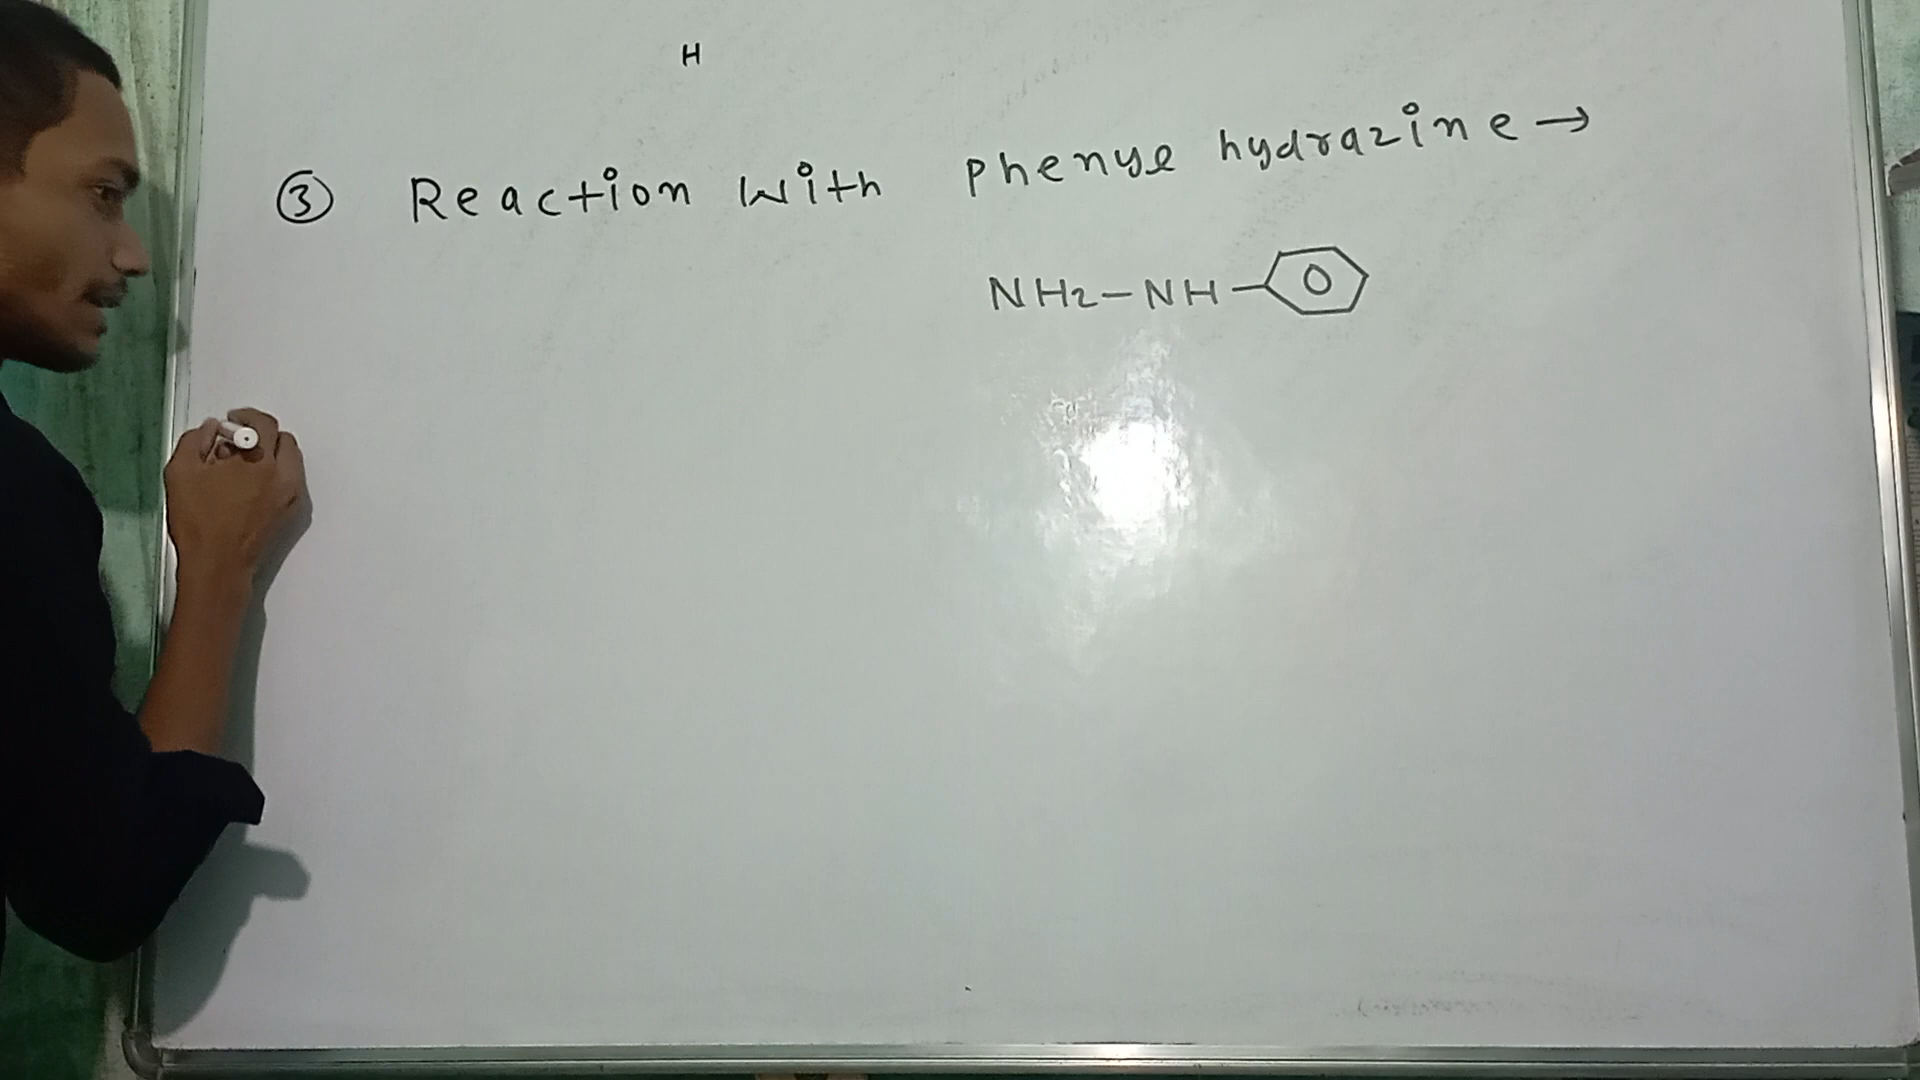 H
③ Reaction with phenyl hydrazine →
NH2-NH-